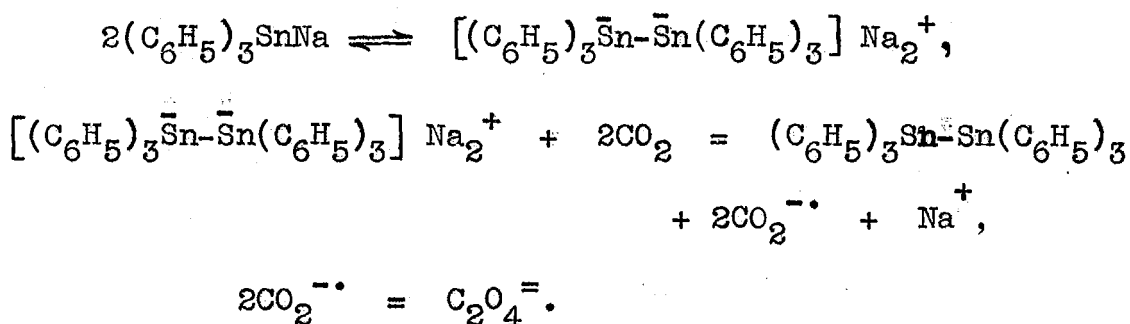 2(C₆H₅)₃SnNa ⇌ [(C₆H₅)₃S̄n-S̄n(C₆H₅)₃] Na₂⁺,
[(C₆H₅)₃S̄n-S̄n(C₆H₅)₃] Na₂⁺ + 2CO₂ = (C₆H₅)₃Sn-Sn(C₆H₅)₃
+ 2CO₂⁻· + Na⁺,
2CO₂⁻· = C₂O₄⁼.